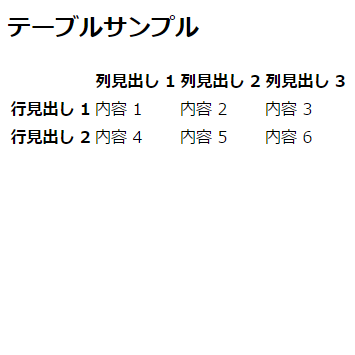 テーブルサンプル
列見出し 1 列見出し 2 列見出し 3
行見出し 1 内容 1 内容 2 内容 3
行見出し 2 内容 4 内容 5 内容 6